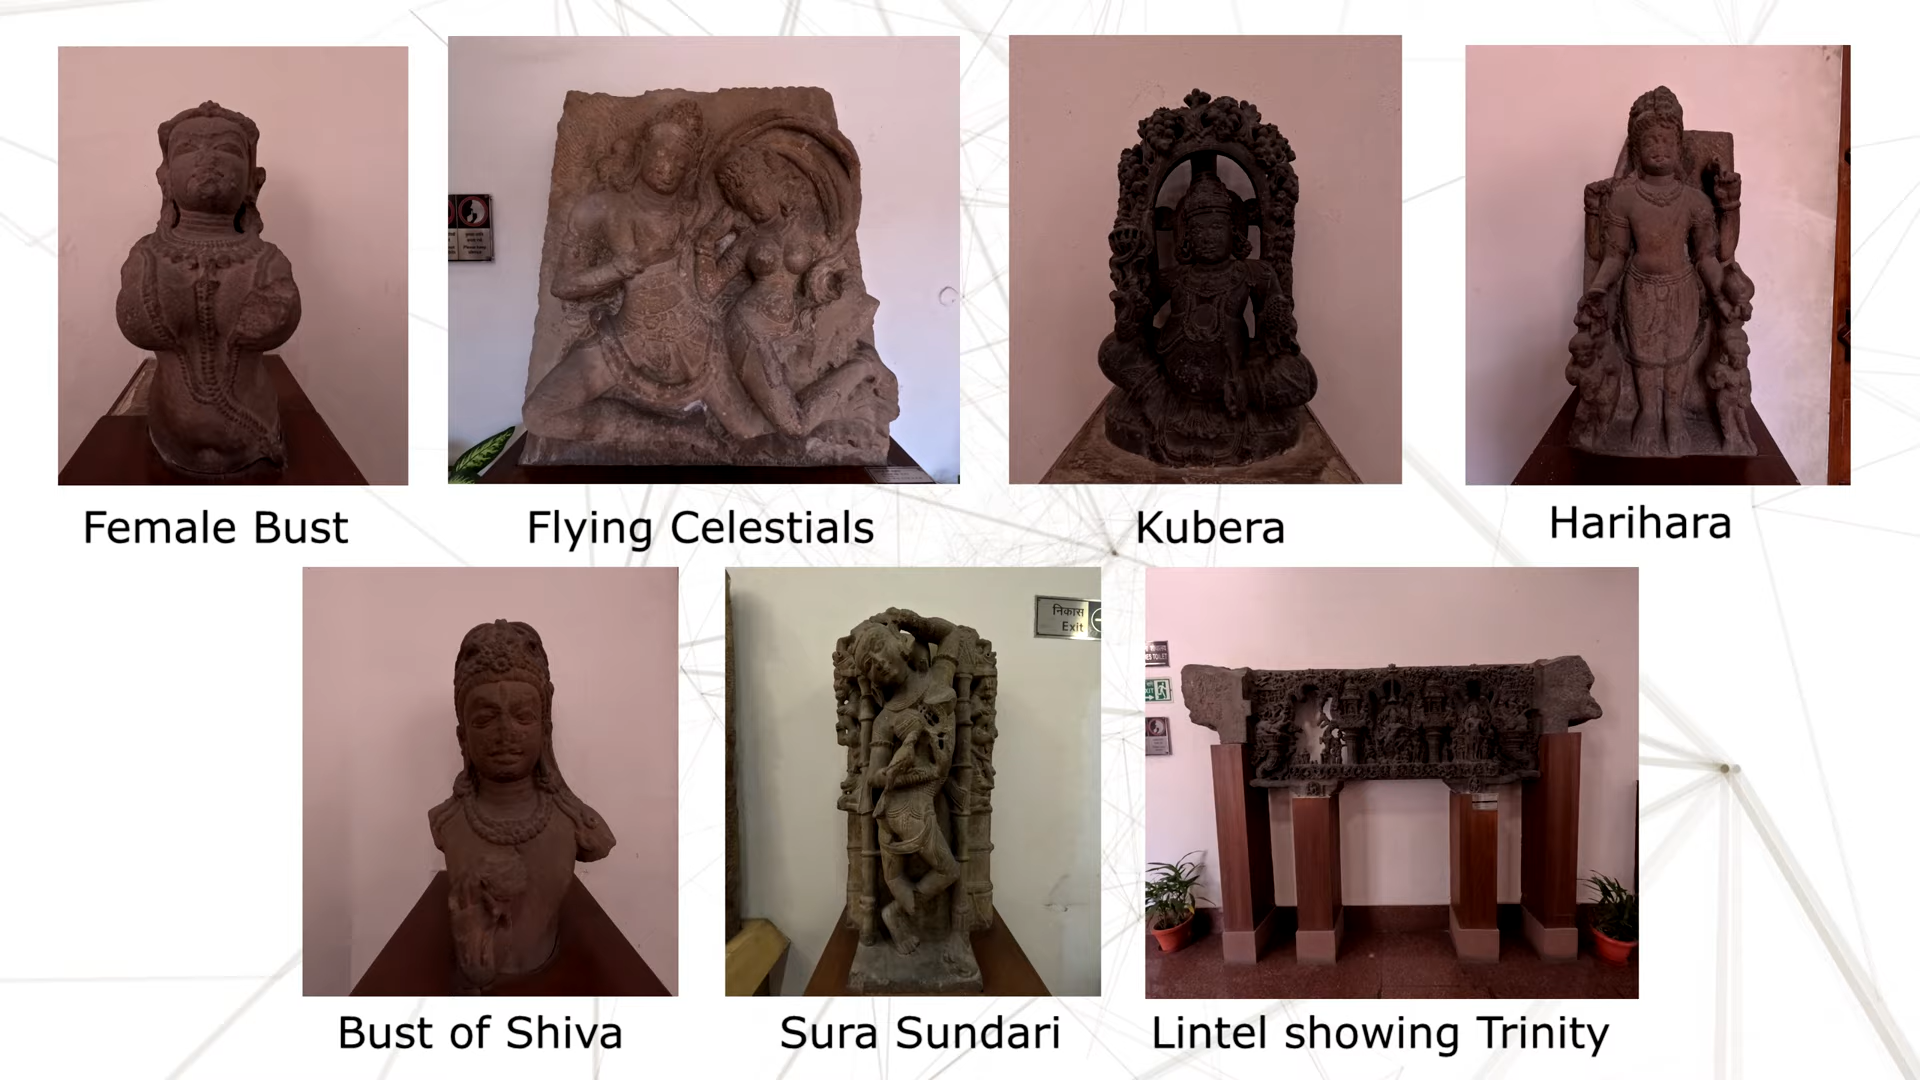 Female Bust
Flying Celestials
Kubera
Harihara
निकास
Exit
Bust of Shiva
Sura Sundari
Lintel showing Trinity